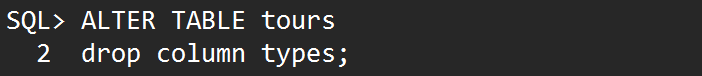 SQL> ALTER TABLE tours
2 drop column types;